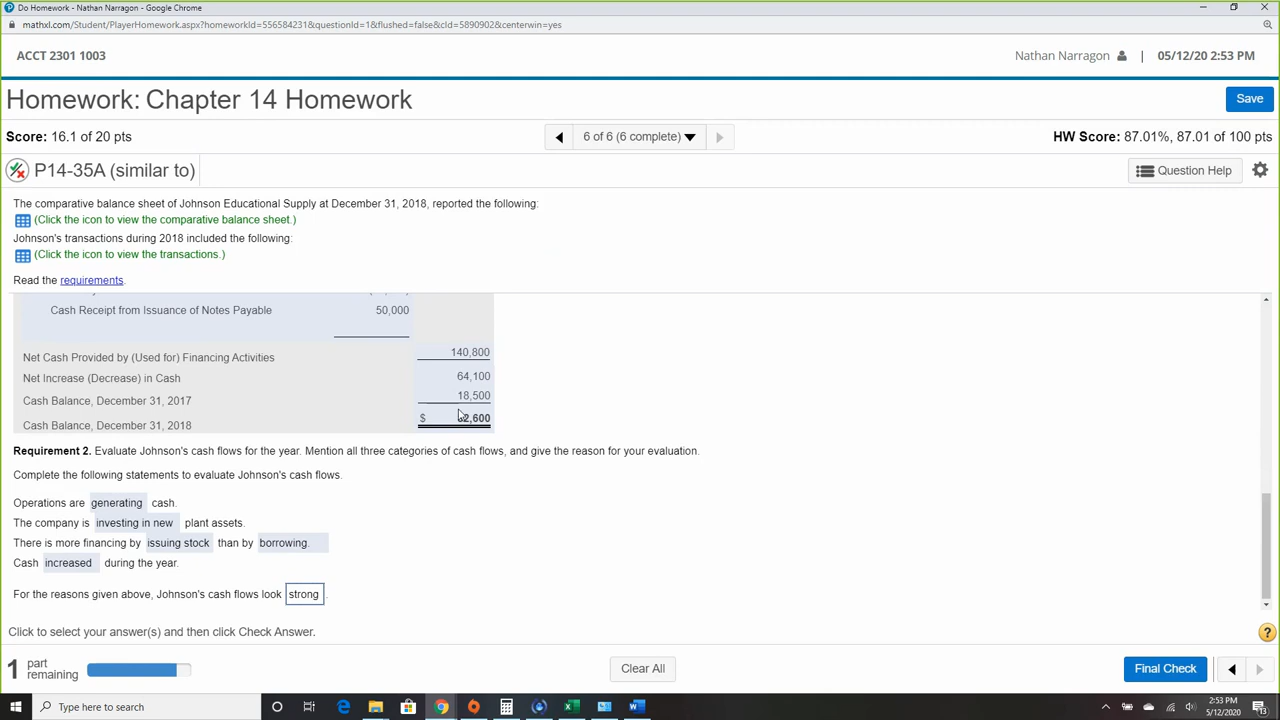 Do Homework - Nathan Narragon - Google Chrome
mathxl.com/Student/PlayerHomework.aspx?homeworkId=556584231&questionId=1&flushed=false&cId=5890902&centerwin=yes
ACCT 2301 1003
Nathan Narragon | 05/12/20 2:53 PM
Homework: Chapter 14 Homework
Save
Score: 16.1 of 20 pts
6 of 6 (6 complete)
HW Score: 87.01%, 87.01 of 100 pts
P14-35A (similar to)
Question Help
The comparative balance sheet of Johnson Educational Supply at December 31, 2018, reported the following:
(Click the icon to view the comparative balance sheet.)
Johnson's transactions during 2018 included the following:
(Click the icon to view the transactions.)
Read the requirements.
Cash Receipt from Issuance of Notes Payable 50,000
Net Cash Provided by (Used for) Financing Activities 140,800
Net Increase (Decrease) in Cash 64,100
Cash Balance, December 31, 2017 18,500
Cash Balance, December 31, 2018 $ 2,600
Requirement 2. Evaluate Johnson's cash flows for the year. Mention all three categories of cash flows, and give the reason for your evaluation.
Complete the following statements to evaluate Johnson's cash flows.
Operations are generating cash.
The company is investing in new plant assets.
There is more financing by issuing stock than by borrowing.
Cash increased during the year.
For the reasons given above, Johnson's cash flows look strong.
Click to select your answer(s) and then click Check Answer.
?
1 part remaining
Clear All
Final Check
Type here to search
2:53 PM
5/12/2020